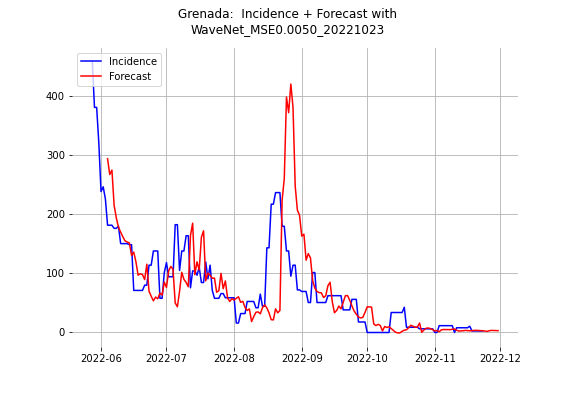 Grenada:  Incidence + Forecast with
WaveNet_MSE0.0050_20221023
Incidence
Forecast
400
300
200
100
0
2022-06 2022-07 2022-08 2022-09 2022-10 2022-11 2022-12